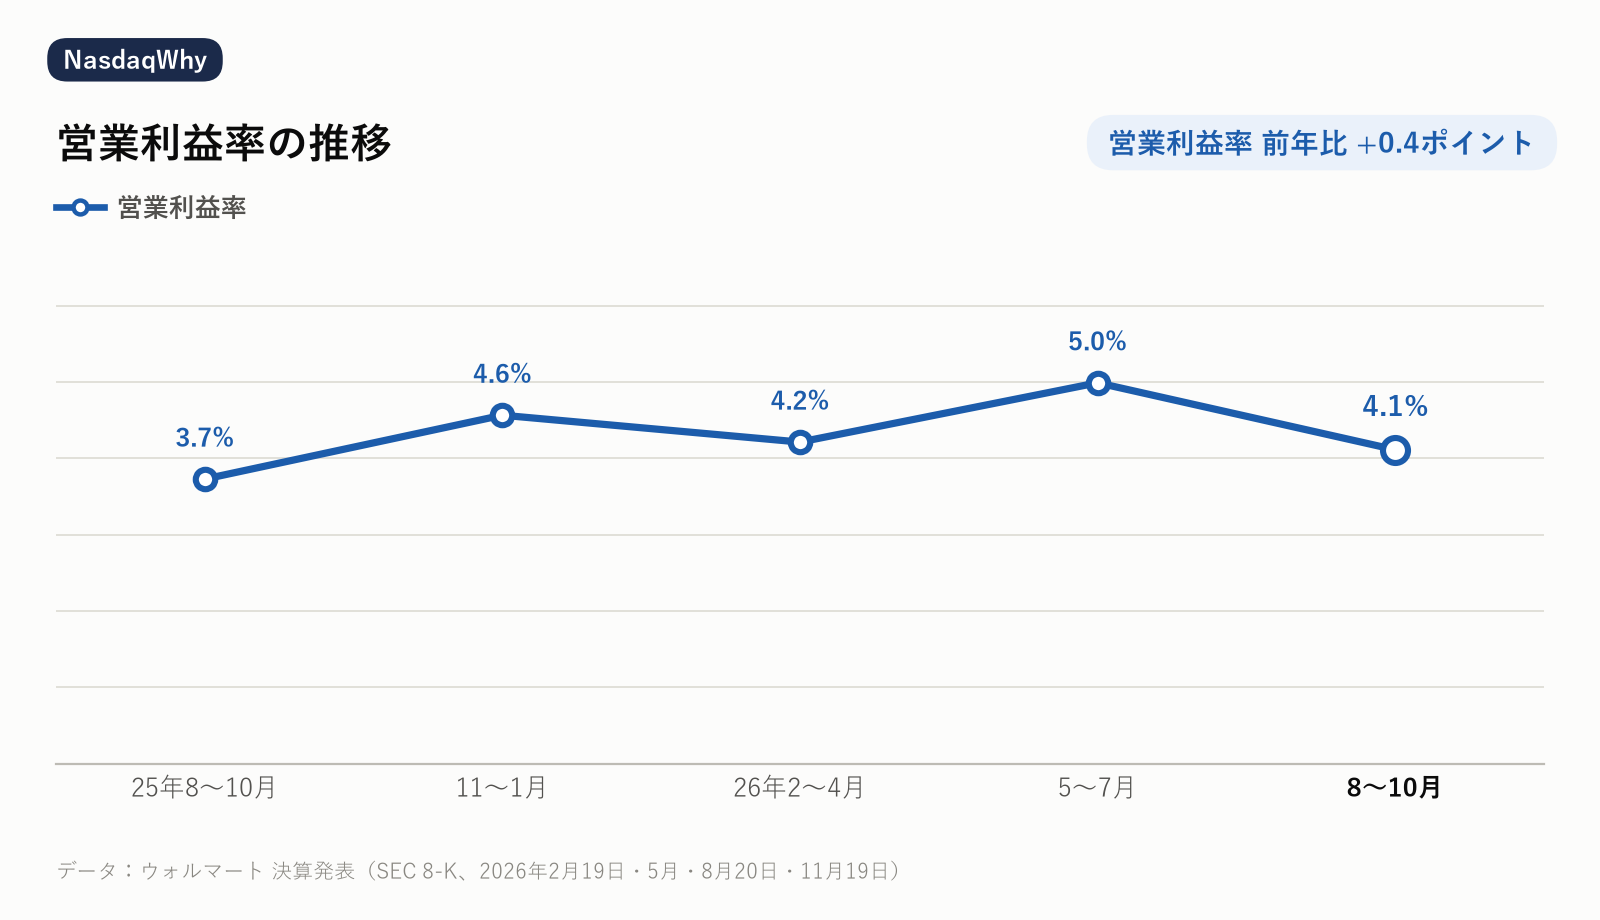 NasdaqWhy
営業利益率の推移
営業利益率 前年比 +0.4ポイント
営業利益率
3.7%
4.6%
4.2%
5.0%
4.1%
25年8〜10月
11〜1月
26年2〜4月
5〜7月
8〜10月
データ：ウォルマート 決算発表（SEC 8-K、2026年2月19日・5月・8月20日・11月19日）